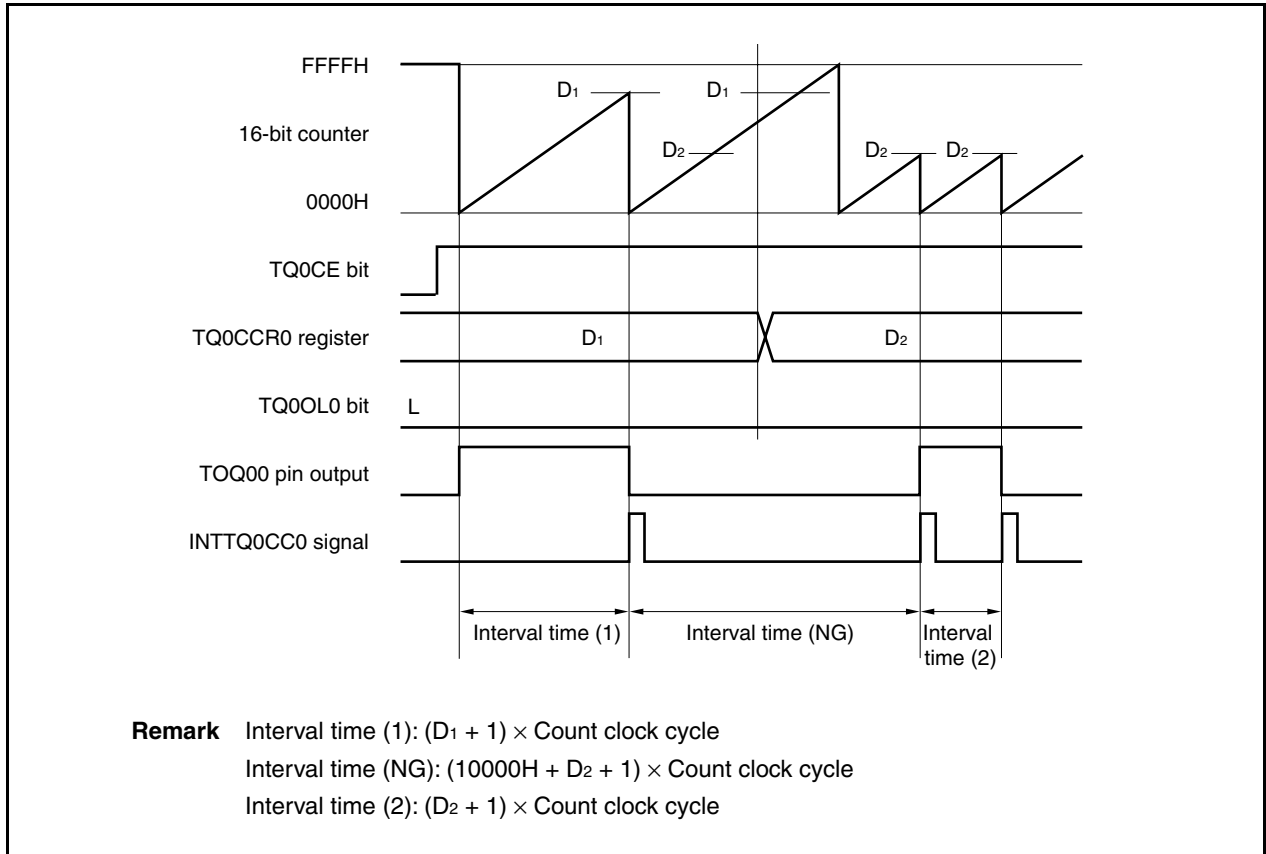 FFFFH
D1
D1
16-bit counter
D2
D2
D2
0000H
TQ0CE bit
TQ0CCR0 register
D1
D2
TQ0OL0 bit
L
TOQ00 pin output
INTTQ0CC0 signal
Interval time (1)
Interval time (NG)
Interval
time (2)
Remark Interval time (1): (D1 + 1) × Count clock cycle
Interval time (NG): (10000H + D2 + 1) × Count clock cycle
Interval time (2): (D2 + 1) × Count clock cycle